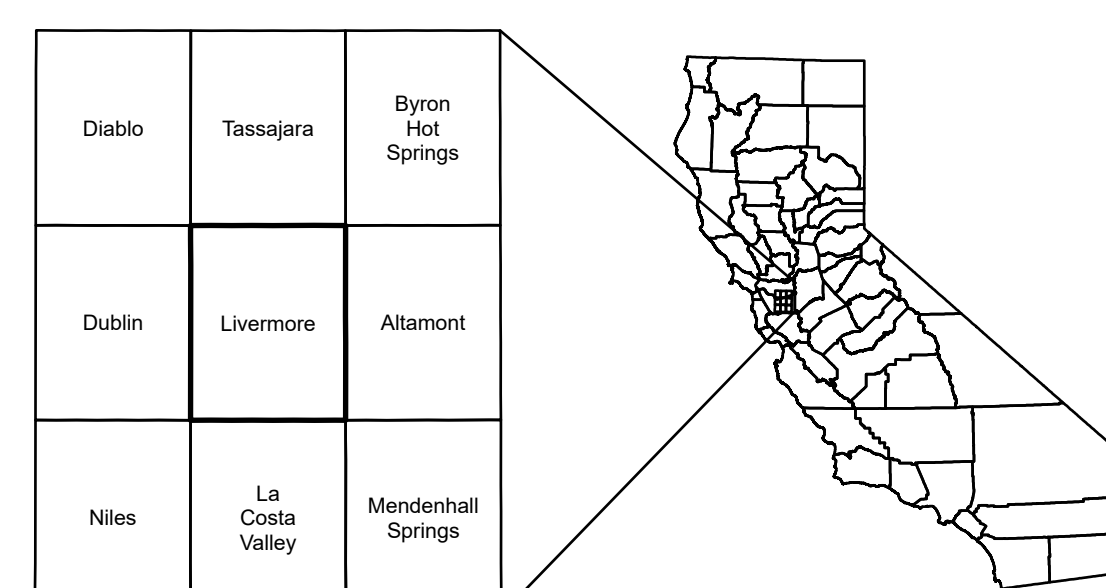 Diablo
Tassajara
Byron
Hot
Springs
Dublin
Livermore
Altamont
Niles
La
Costa
Valley
Mendenhall
Springs